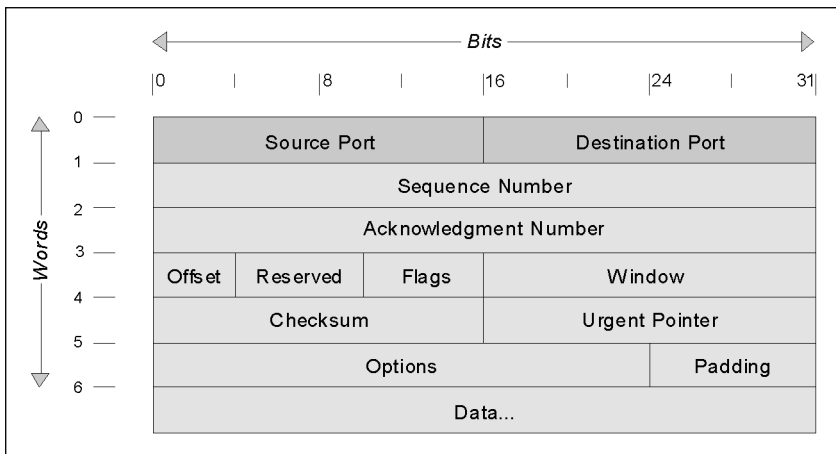 Bits
0 8 16 24 31
Words
0
Source Port Destination Port
1
Sequence Number
2
Acknowledgment Number
3
Offset Reserved Flags Window
4
Checksum Urgent Pointer
5
Options Padding
6
Data...